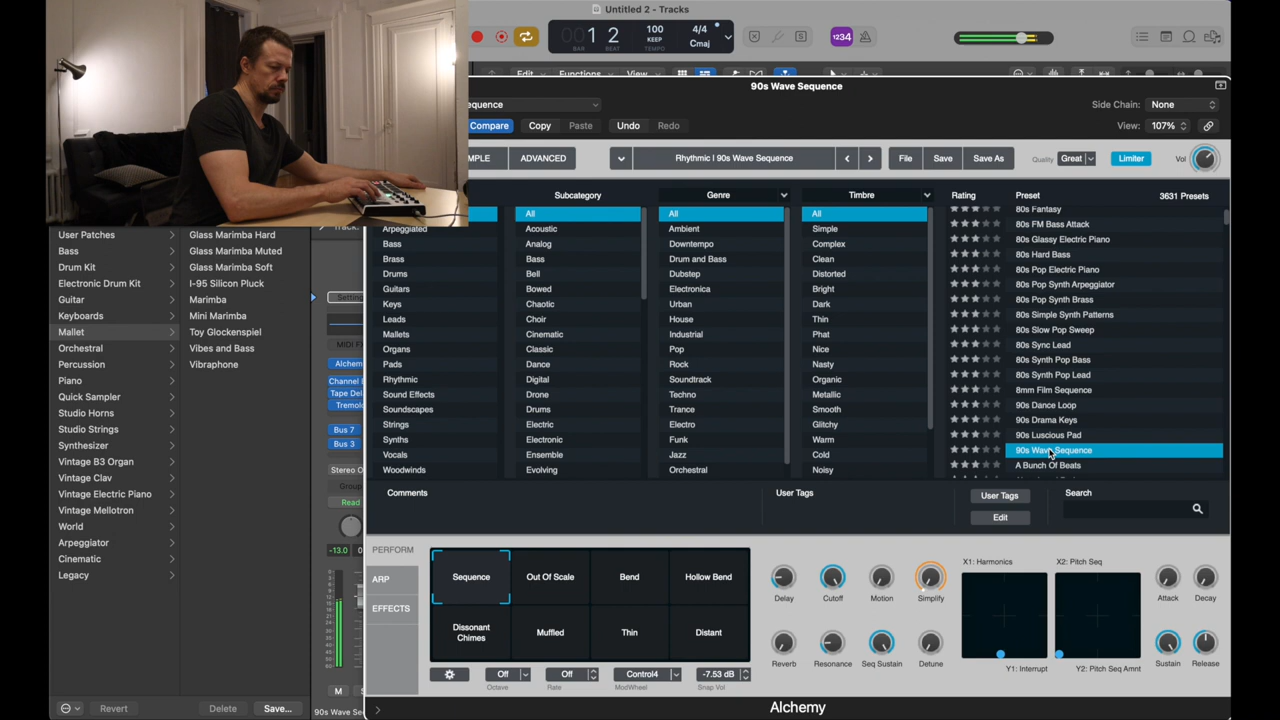 Untitled 2 - Tracks
1 2
BAR
BEAT
100
KEEP
TEMPO
4/4
Cmaj
1234
Edit
Functions
View
90s Wave Sequence
equence
Side Chain: None
Compare
Copy
Paste
Undo
Redo
View: 107%
MPLE
ADVANCED
Rhythmic | 90s Wave Sequence
File
Save
Save As
Quality
Great
Limiter
Vol
Subcategory
Genre
Timbre
Rating
Preset
3631 Presets
Arpeggiated
Bass
Brass
Drums
Guitars
Keys
Leads
Mallets
Organs
Pads
Rhythmic
Sound Effects
Soundscapes
Strings
Synths
Vocals
Woodwinds
All
Acoustic
Analog
Bass
Bell
Bowed
Chaotic
Choir
Cinematic
Classic
Dance
Digital
Drone
Drums
Electric
Electronic
Ensemble
Evolving
All
Ambient
Downtempo
Drum and Bass
Dubstep
Electronica
Urban
House
Industrial
Pop
Rock
Soundtrack
Techno
Trance
Electro
Funk
Jazz
Orchestral
All
Simple
Complex
Clean
Distorted
Bright
Dark
Thin
Phat
Nice
Nasty
Organic
Metallic
Smooth
Glitchy
Warm
Cold
Noisy
80s Fantasy
80s FM Bass Attack
80s Glassy Electric Piano
80s Hard Bass
80s Pop Electric Piano
80s Pop Synth Arpeggiator
80s Pop Synth Brass
80s Simple Synth Patterns
80s Slow Pop Sweep
80s Sync Lead
80s Synth Pop Bass
80s Synth Pop Lead
8mm Film Sequence
90s Dance Loop
90s Drama Keys
90s Luscious Pad
90s Wave Sequence
A Bunch Of Beats
Comments
User Tags
User Tags
Edit
Search
User Patches
Bass
Drum Kit
Electronic Drum Kit
Guitar
Keyboards
Mallet
Orchestral
Percussion
Piano
Quick Sampler
Studio Horns
Studio Strings
Synthesizer
Vintage B3 Organ
Vintage Clav
Vintage Electric Piano
Vintage Mellotron
World
Arpeggiator
Cinematic
Legacy
Glass Marimba Hard
Glass Marimba Muted
Glass Marimba Soft
I-95 Silicon Pluck
Marimba
Mini Marimba
Toy Glockenspiel
Vibes and Bass
Vibraphone
Track:
Setting
MIDI F
Alchem
Channel
Tape Del
Tremol
Bus 7
Bus 3
Stereo O
Group
Read
-13.0
M
90s Wave Se
Revert
Delete
Save...
PERFORM
ARP
EFFECTS
Sequence
Out Of Scale
Bend
Hollow Bend
Dissonant
Chimes
Muffled
Thin
Distant
Off
Octave
Off
Rate
Control4
ModWheel
-7.53 dB
Snap Vol
Delay
Cutoff
Motion
Simplify
Reverb
Resonance
Seq Sustain
Detune
X1: Harmonics
X2: Pitch Seq
Y1: Interrupt
Y2: Pitch Seq Amnt
Attack
Decay
Sustain
Release
Alchemy